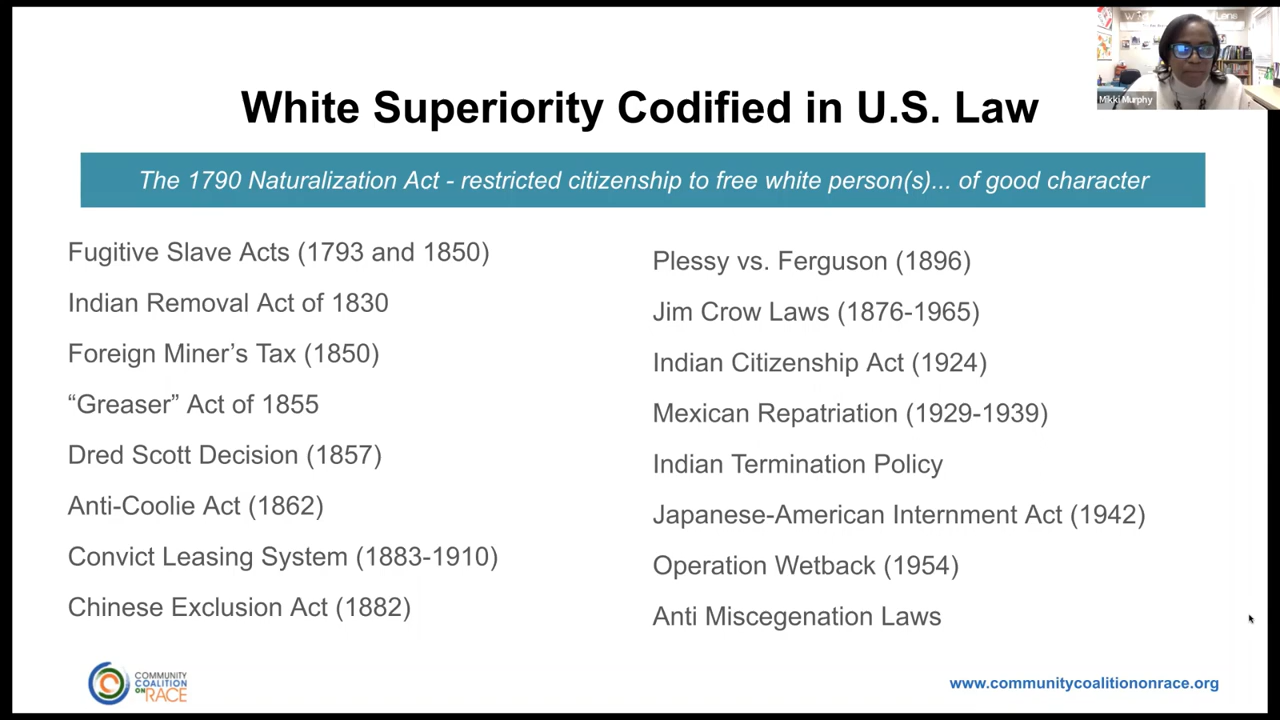 Mikki Murphy
White Superiority Codified in U.S. Law
The 1790 Naturalization Act - restricted citizenship to free white person(s)... of good character
Fugitive Slave Acts (1793 and 1850)
Indian Removal Act of 1830
Foreign Miner’s Tax (1850)
“Greaser” Act of 1855
Dred Scott Decision (1857)
Anti-Coolie Act (1862)
Convict Leasing System (1883-1910)
Chinese Exclusion Act (1882)
Plessy vs. Ferguson (1896)
Jim Crow Laws (1876-1965)
Indian Citizenship Act (1924)
Mexican Repatriation (1929-1939)
Indian Termination Policy
Japanese-American Internment Act (1942)
Operation Wetback (1954)
Anti Miscegenation Laws
COMMUNITY
COALITION
ON RACE
www.communitycoalitiononrace.org